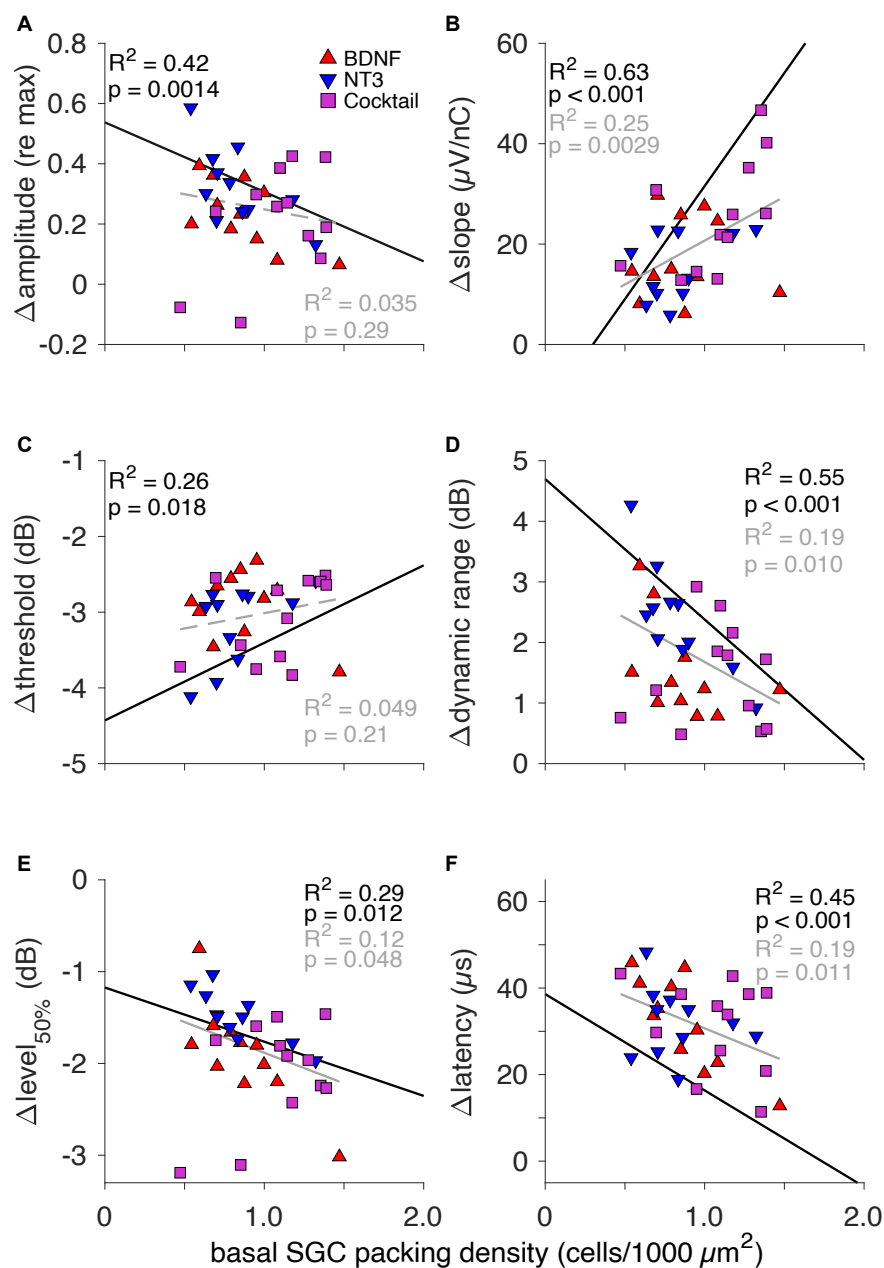 A
B
0.8
0.6
0.4
0.2
0
-0.2
Δamplitude (re max)
R² = 0.42
p = 0.0014
BDNF
NT3
Cocktail
R² = 0.035
p = 0.29
60
40
20
0
Δslope (μV/nC)
R² = 0.63
p < 0.001
R² = 0.25
p = 0.0029
C
D
-1
-2
-3
-4
-5
Δthreshold (dB)
R² = 0.26
p = 0.018
R² = 0.049
p = 0.21
5
4
3
2
1
0
Δdynamic range (dB)
R² = 0.55
p < 0.001
R² = 0.19
p = 0.010
E
F
0
-1
-2
-3
Δlevel50% (dB)
R² = 0.29
p = 0.012
R² = 0.12
p = 0.048
0
1.0
2.0
60
40
20
0
Δlatency (μs)
R² = 0.45
p < 0.001
R² = 0.19
p = 0.011
0
1.0
2.0
basal SGC packing density (cells/1000 μm²)